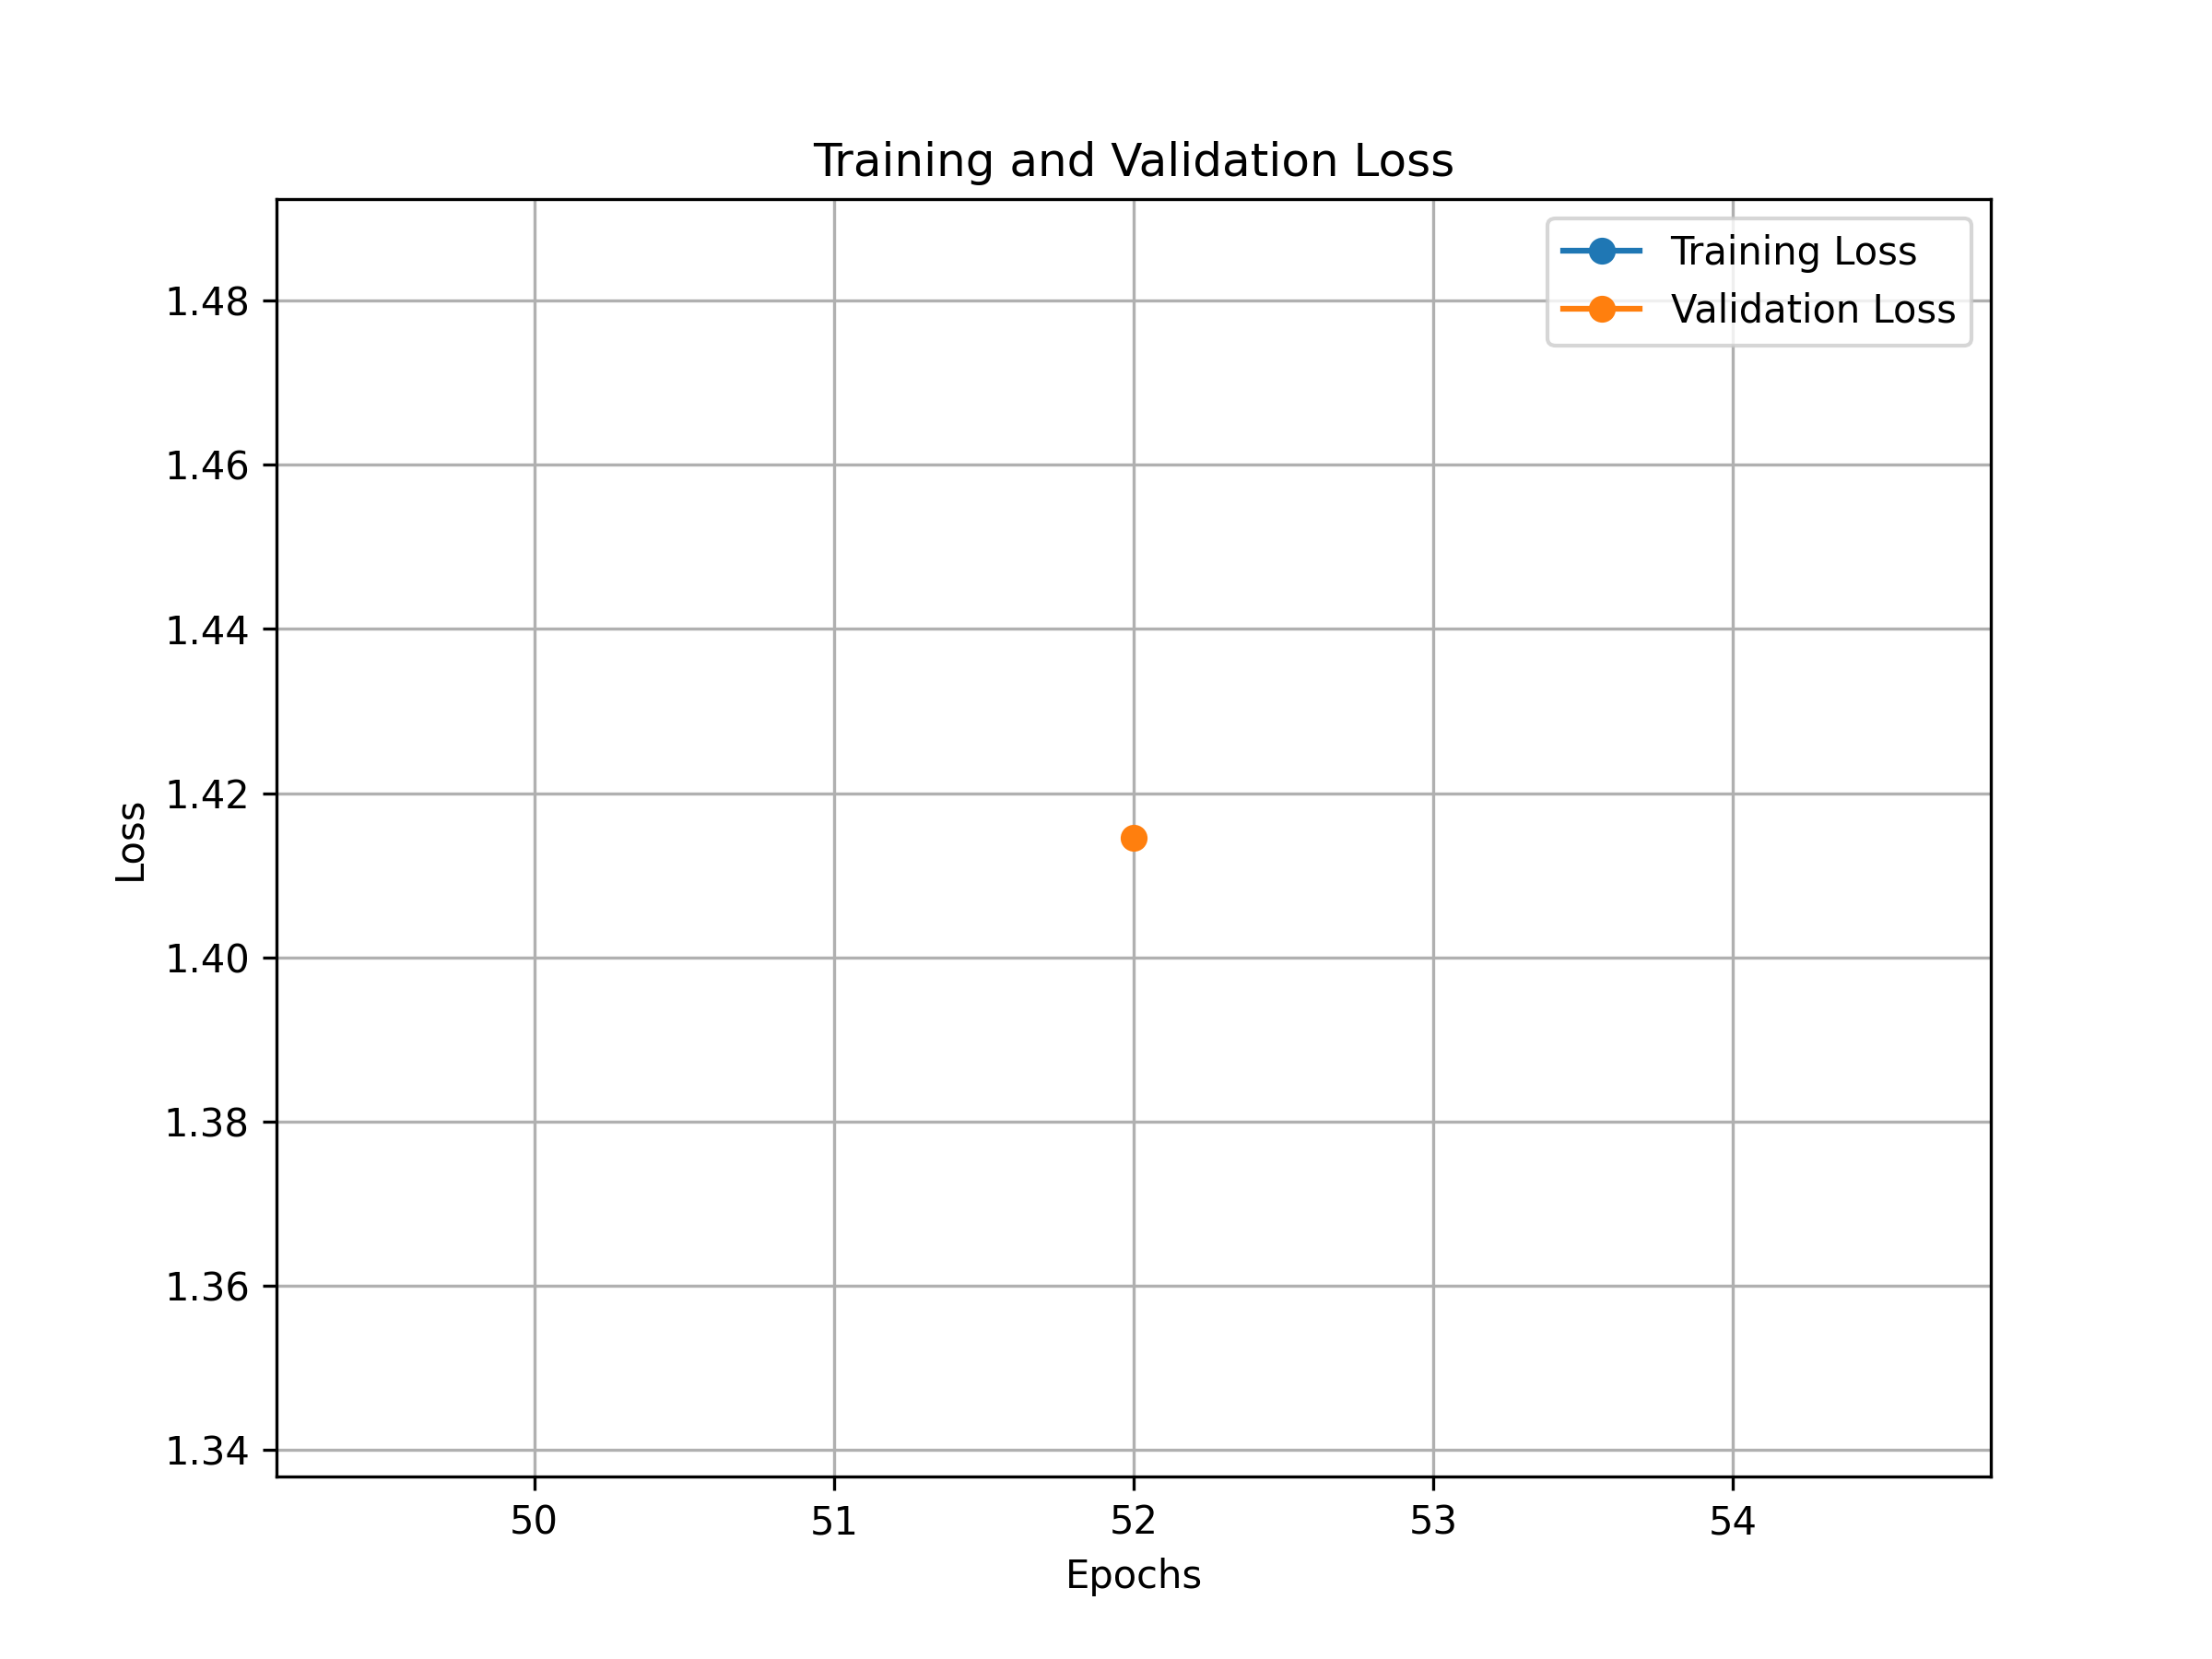 Training and Validation Loss
Training Loss
Validation Loss
1.48
1.46
1.44
1.42
1.40
1.38
1.36
1.34
Loss
50 51 52 53 54
Epochs